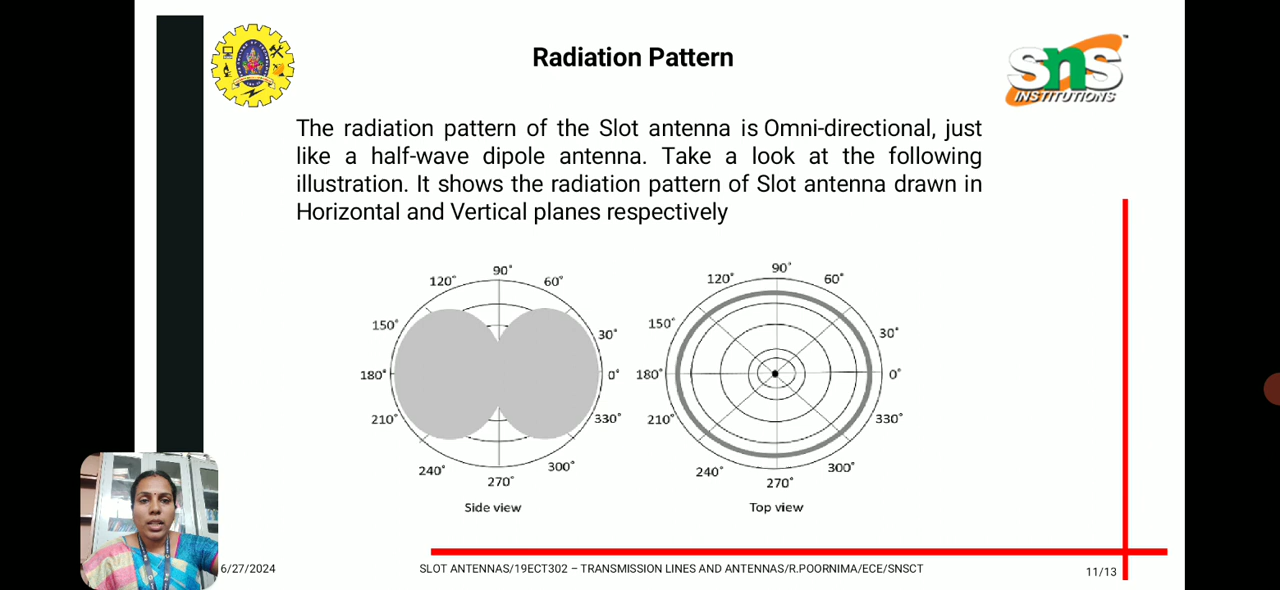 Radiation Pattern
SNS
INSTITUTIONS
The radiation pattern of the Slot antenna is Omni-directional, just
like a half-wave dipole antenna. Take a look at the following
illustration. It shows the radiation pattern of Slot antenna drawn in
Horizontal and Vertical planes respectively
90°
120°
60°
150°
30°
180°
0°
210°
330°
240°
300°
270°
Side view
90°
120°
60°
150°
30°
180°
0°
210°
330°
240°
300°
270°
Top view
6/27/2024
SLOT ANTENNAS/19ECT302 – TRANSMISSION LINES AND ANTENNAS/R.POORNIMA/ECE/SNSCT
11/13